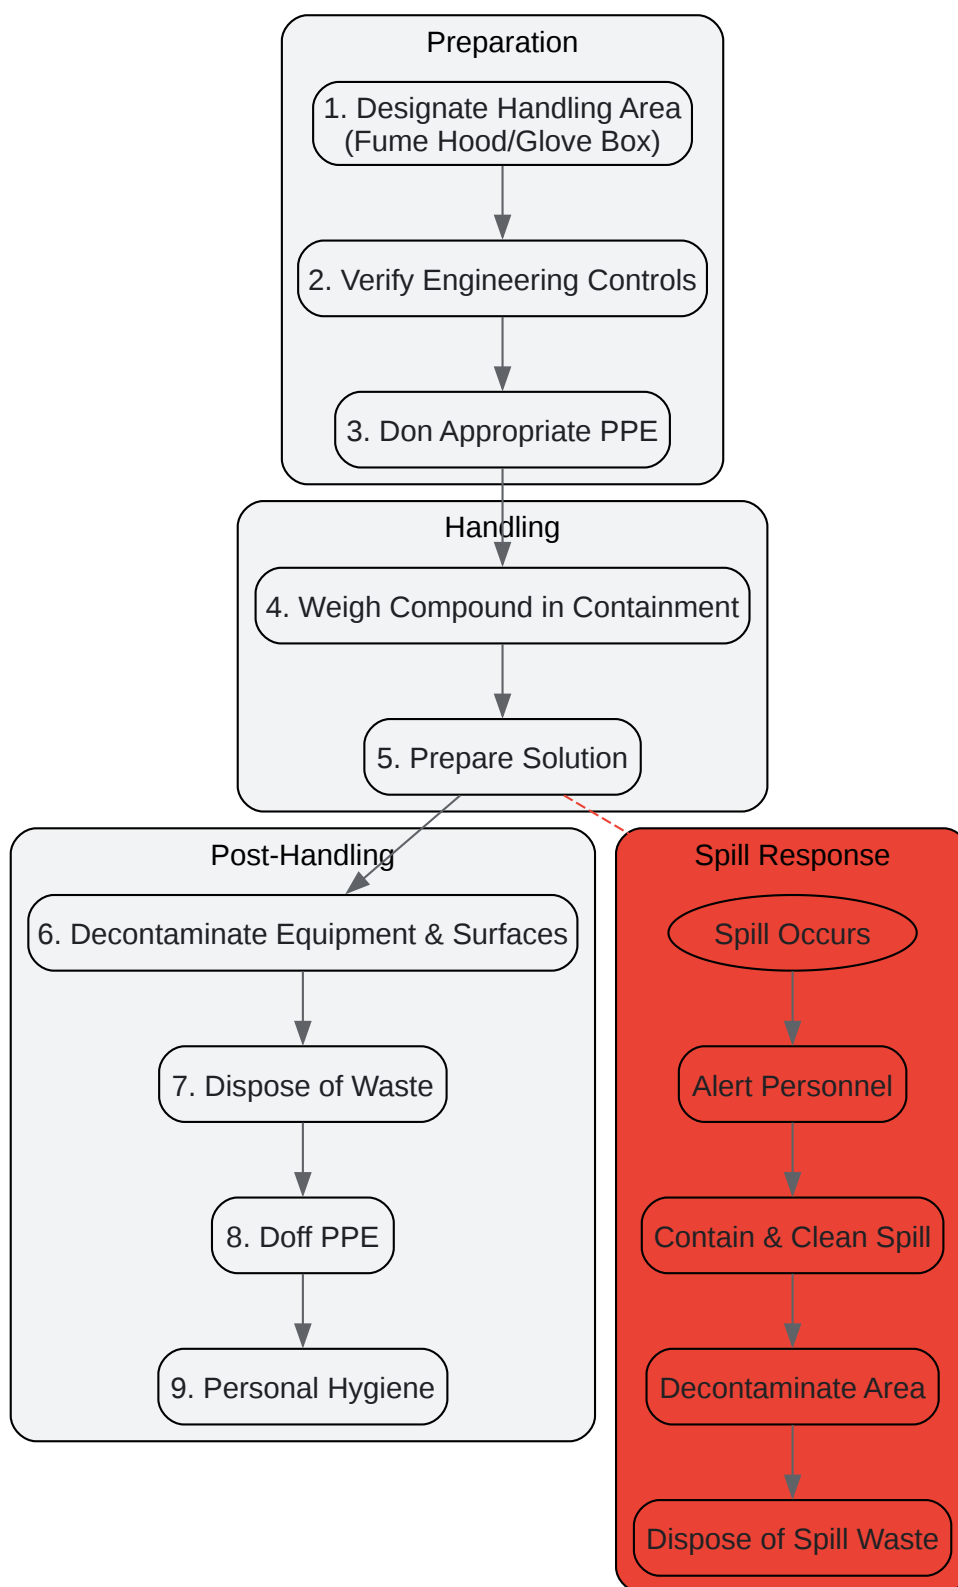 Preparation
1. Designate Handling Area
(Fume Hood/Glove Box)
2. Verify Engineering Controls
3. Don Appropriate PPE
Handling
4. Weigh Compound in Containment
5. Prepare Solution
Post-Handling
6. Decontaminate Equipment & Surfaces
7. Dispose of Waste
8. Doff PPE
9. Personal Hygiene
Spill Response
Spill Occurs
Alert Personnel
Contain & Clean Spill
Decontaminate Area
Dispose of Spill Waste